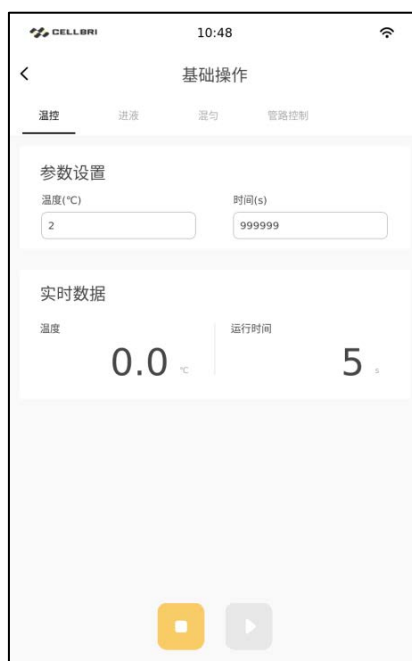 CELLBRI 10:48
基础操作
温控 进液 混匀 管路控制
参数设置
温度(℃) 时间(s)
2 999999
实时数据
温度 运行时间
0.0 ℃ 5 s